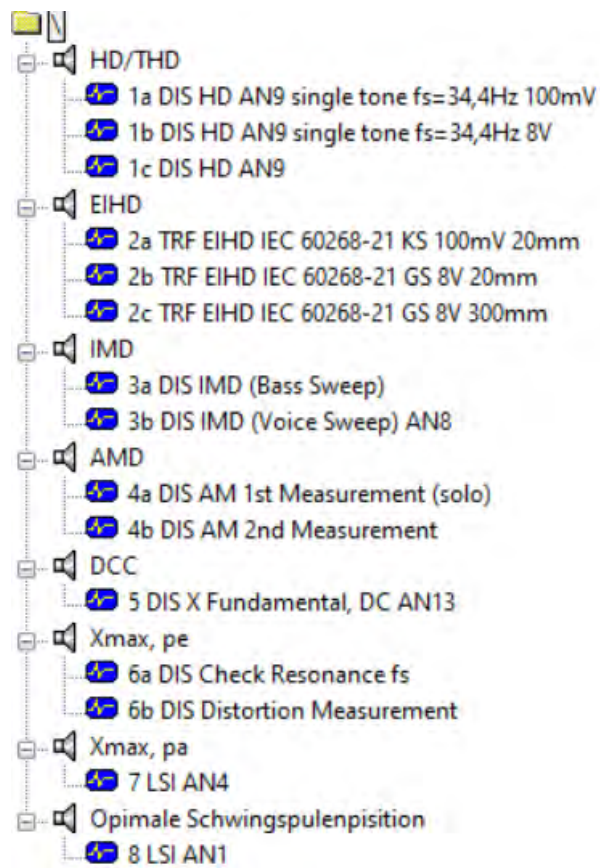 \
HD/THD
1a DIS HD AN9 single tone fs=34,4Hz 100mV
1b DIS HD AN9 single tone fs=34,4Hz 8V
1c DIS HD AN9
EIHD
2a TRF EIHD IEC 60268-21 KS 100mV 20mm
2b TRF EIHD IEC 60268-21 GS 8V 20mm
2c TRF EIHD IEC 60268-21 GS 8V 300mm
IMD
3a DIS IMD (Bass Sweep)
3b DIS IMD (Voice Sweep) AN8
AMD
4a DIS AM 1st Measurement (solo)
4b DIS AM 2nd Measurement
DCC
5 DIS X Fundamental, DC AN13
Xmax, pe
6a DIS Check Resonance fs
6b DIS Distortion Measurement
Xmax, pa
7 LSI AN4
Opimale Schwingspulenpisition
8 LSI AN1